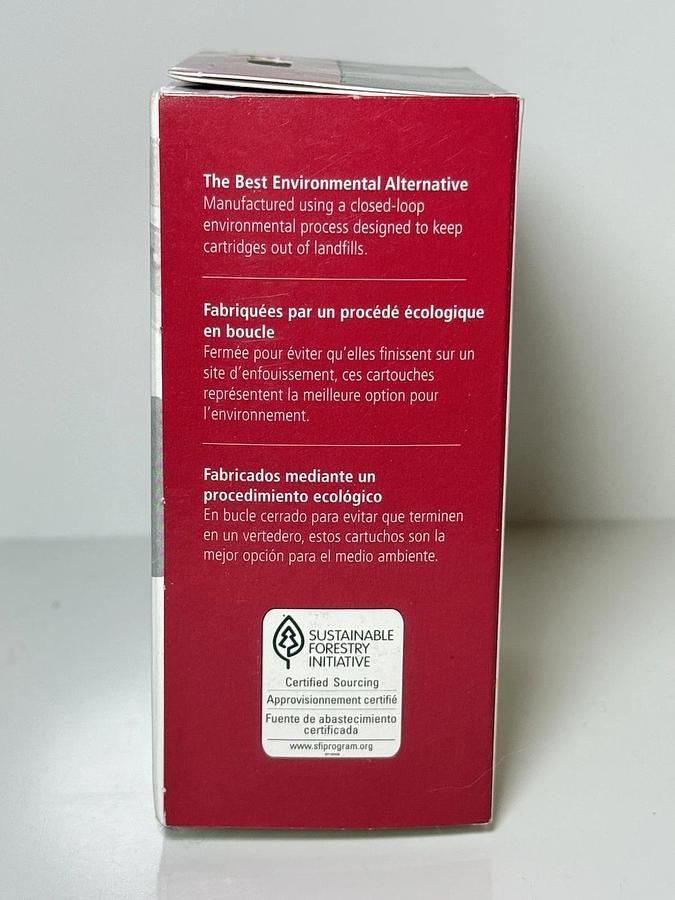 The Best Environmental Alternative
Manufactured using a closed-loop
environmental process designed to keep
cartridges out of landfills.
Fabriquées par un procédé écologique
en boucle
Fermée pour éviter qu'elles finissent sur un
site d'enfouissement, ces cartouches
représentent la meilleure option pour
l'environnement.
Fabricados mediante un
procedimiento ecológico
En bucle cerrado para evitar que terminen
en un vertedero, estos cartuchos son la
mejor opción para el medio ambiente.
SUSTAINABLE
FORESTRY
INITIATIVE
Certified Sourcing
Approvisionnement certifié
Fuente de abastecimiento
certificada
www.sfiprogram.org